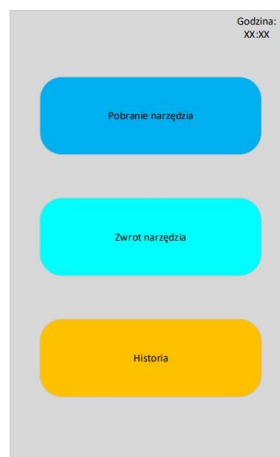 Godzina:
XX:XX
Pobranie narzędzia
Zwrot narzędzia
Historia